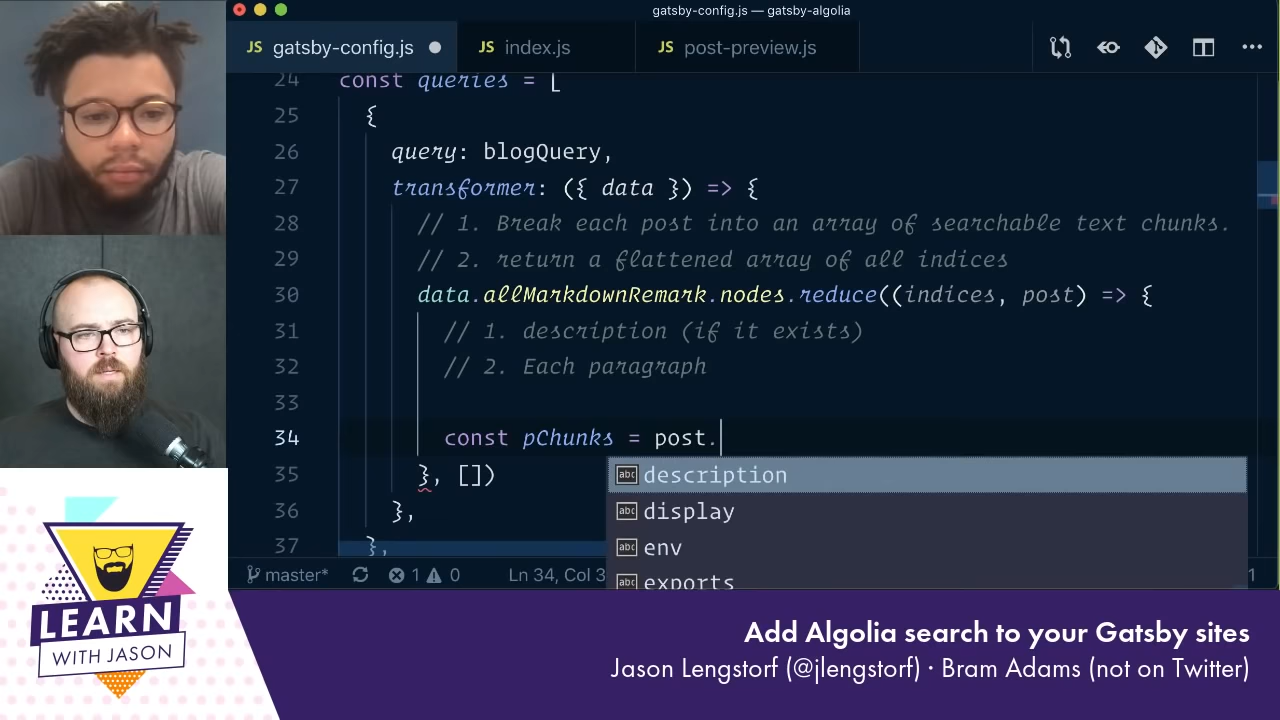 gatsby-config.js — gatsby-algolia
JS gatsby-config.js
JS index.js
JS post-preview.js
24 const queries = [
25 {
26 query: blogQuery,
27 transformer: ({ data }) => {
28 // 1. Break each post into an array of searchable text chunks.
29 // 2. return a flattened array of all indices
30 data.allMarkdownRemark.nodes.reduce((indices, post) => {
31 // 1. description (if it exists)
32 // 2. Each paragraph
33
34 const pChunks = post.
abc description
35 }, [])
abc display
36 },
abc env
37 },
abc exports
master* 1 0 Ln 34, Col 3
1
LEARN
WITH JASON
Add Algolia search to your Gatsby sites
Jason Lengstorf (@jlengstorf) · Bram Adams (not on Twitter)